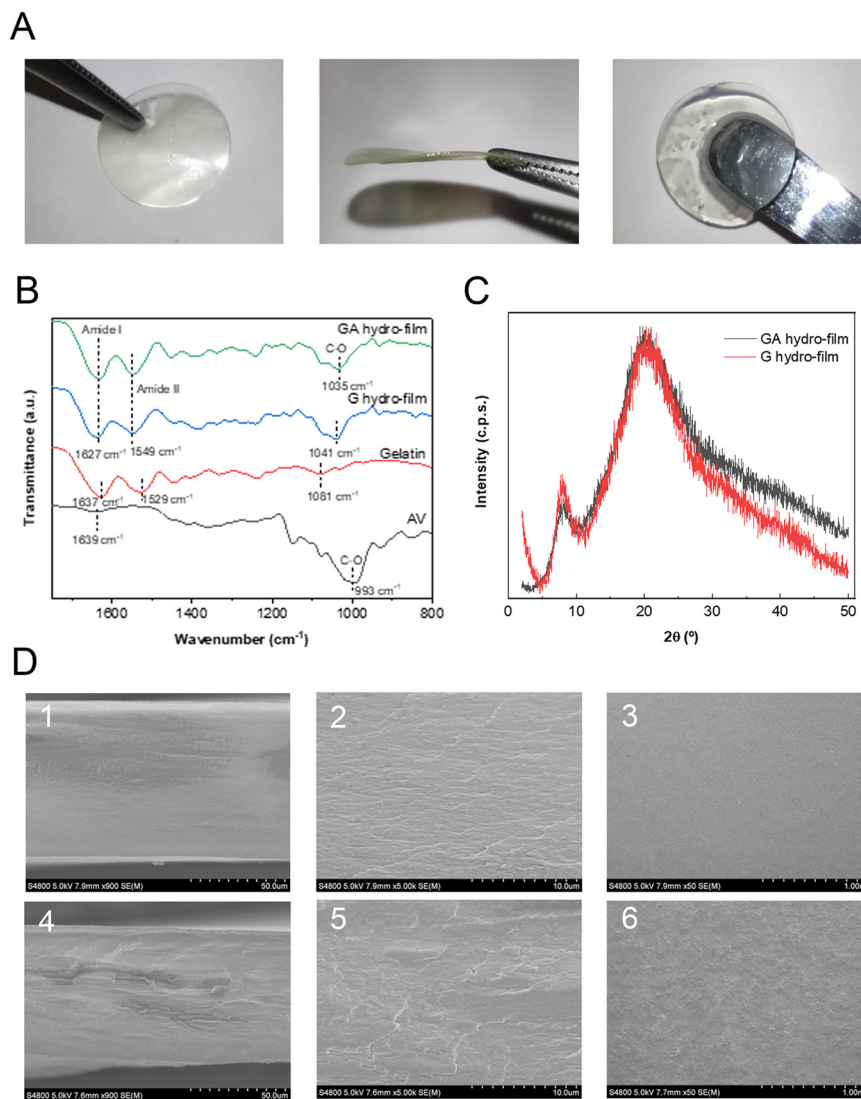 A
B
Amide I
GA hydro-film
C-O
1035 cm⁻¹
Amide II
G hydro-film
1627 cm⁻¹
1549 cm⁻¹
1041 cm⁻¹
Gelatin
1637 cm⁻¹
1529 cm⁻¹
1081 cm⁻¹
AV
1639 cm⁻¹
C-O
993 cm⁻¹
Transmittance (a.u.)
1600
1400
1200
1000
800
Wavenumber (cm⁻¹)
C
GA hydro-film
G hydro-film
Intensity (c.p.s.)
0
10
20
30
40
50
2θ (º)
D
1
S4800 5.0kV 7.9mm x900 SE(M)
50.0um
2
S4800 5.0kV 7.9mm x5.00k SE(M)
10.0um
3
S4800 5.0kV 7.9mm x50 SE(M)
1.00
4
S4800 5.0kV 7.6mm x900 SE(M)
50.0um
5
S4800 5.0kV 7.6mm x5.00k SE(M)
10.0um
6
S4800 5.0kV 7.7mm x50 SE(M)
1.00